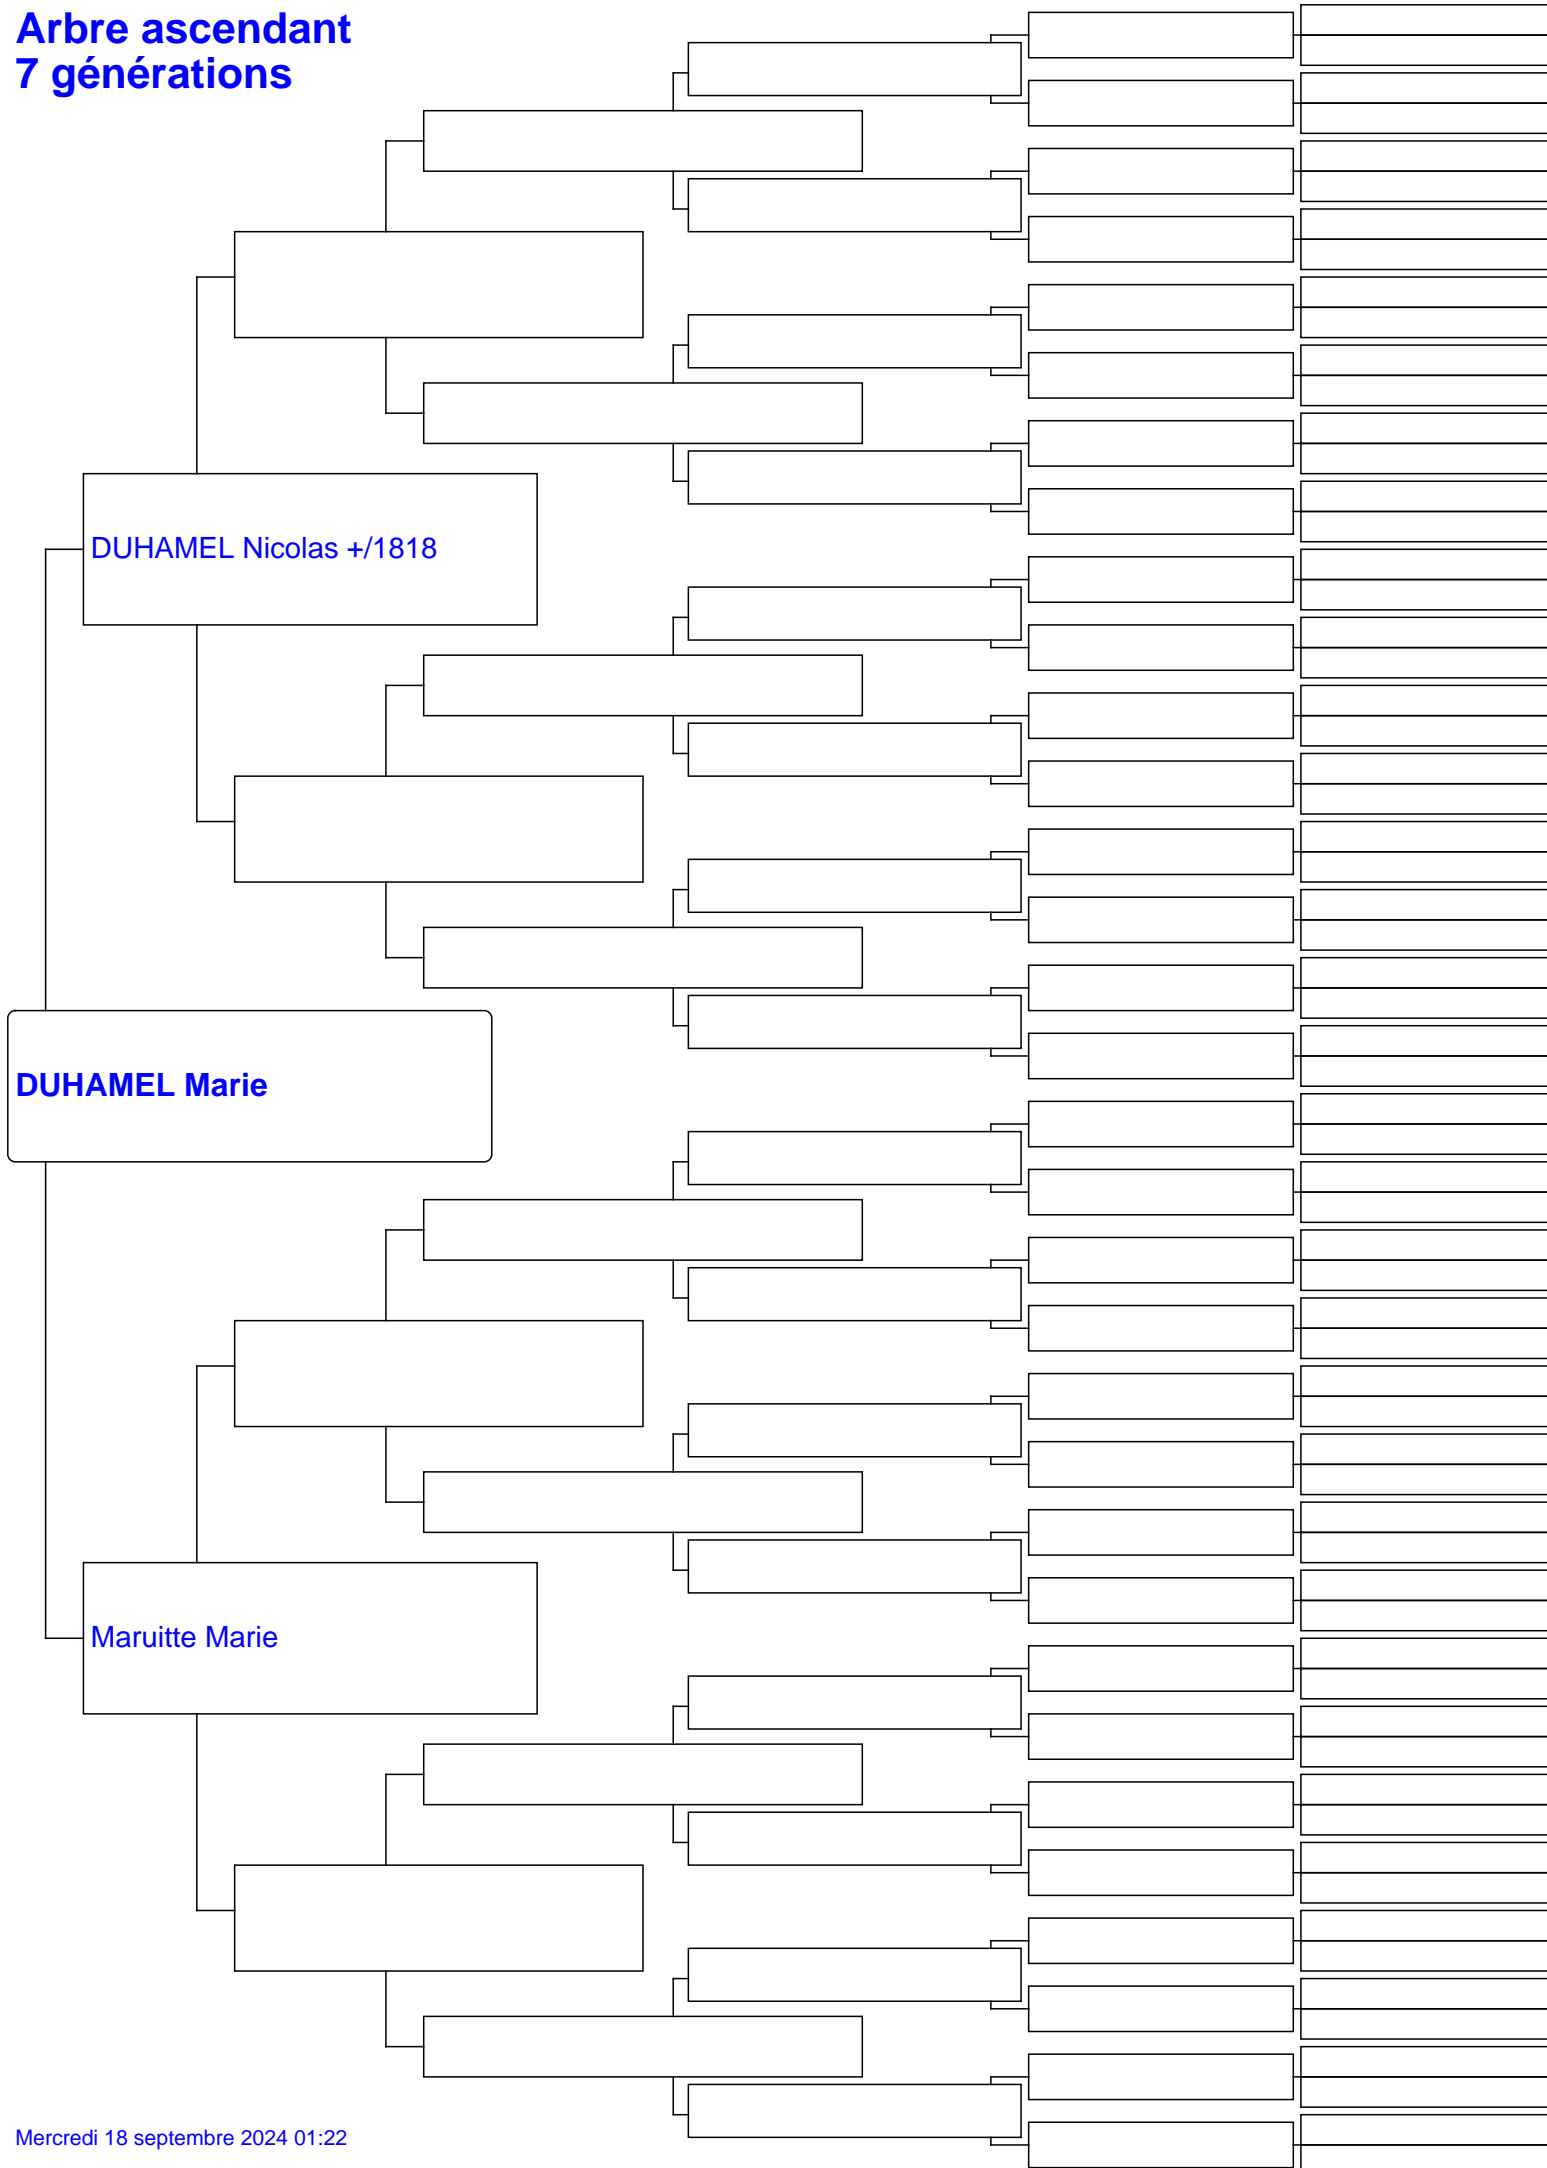 Arbre ascendant
7 générations
DUHAMEL Nicolas +/1818
DUHAMEL Marie
Maruitte Marie
Mercredi 18 septembre 2024 01:22